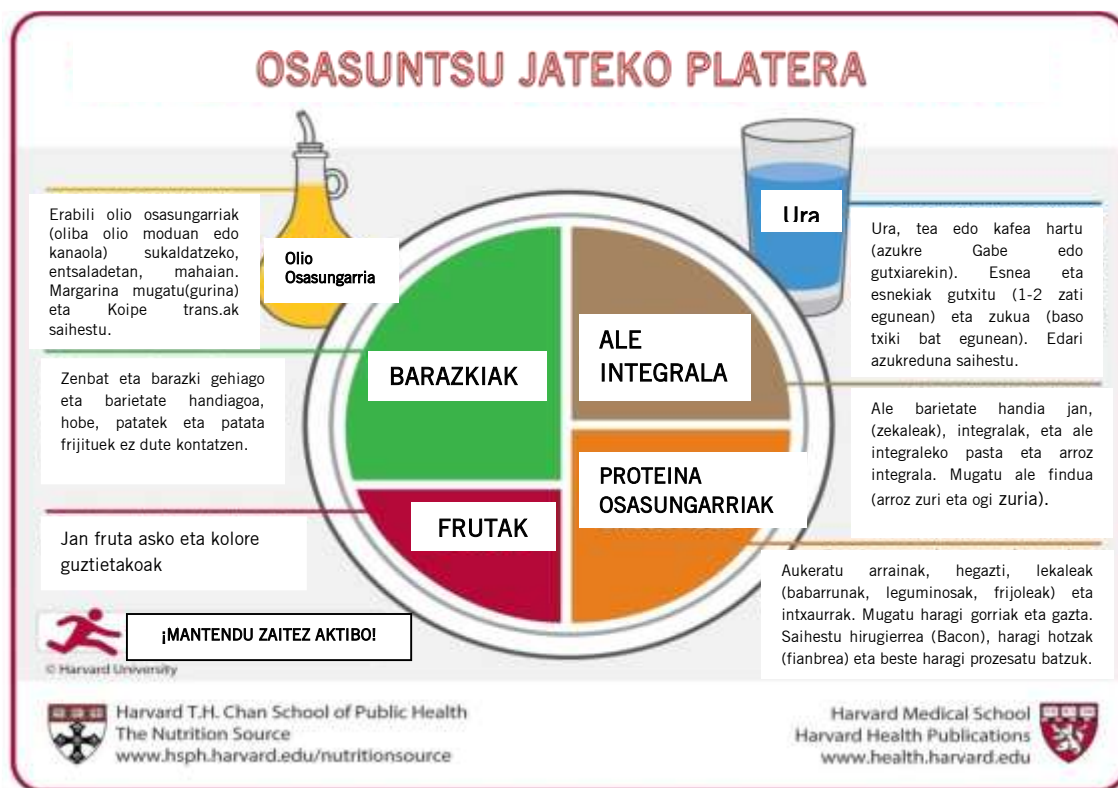 OSASUNTSU JATEKO PLATERA
Erabili olio osasungarriak
(oliba olio moduan edo
kanaola) sukaldatzeko,
entsaladetan, mahaian.
Margarina mugatu(gurina)
eta Koipe trans.ak
saihestu.
Olio
Osasungarria
Ura
Ura, tea edo kafea hartu
(azukre Gabe edo
gutxiarekin). Esnea eta
esnekiak gutxitu (1-2 zati
egunean) eta zukua (baso
txiki bat egunean). Edari
azukreduna saihestu.
Zenbat eta barazki gehiago
eta barietate handiagoa,
hobe, patatek eta patata
frijituek ez dute kontatzen.
BARAZKIAK
ALE
INTEGRALA
Ale barietate handia jan,
(zekaleak), integralak, eta ale
integraleko pasta eta arroz
integrala. Mugatu ale findua
(arroz zuri eta ogi zuria).
Jan fruta asko eta kolore
guztietakoak
FRUTAK
PROTEINA
OSASUNGARRIAK
Aukeratu arrainak, hegazti, lekaleak
(babarrunak, leguminosak, frijoleak) eta
intxaurrak. Mugatu haragi gorriak eta gazta.
Saihestu hirugierrea (Bacon), haragi hotzak
(fianbrea) eta beste haragi prozesatu batzuk.
¡MANTENDU ZAITEZ AKTIBO!
© Harvard University
Harvard T.H. Chan School of Public Health
The Nutrition Source
www.hsph.harvard.edu/nutritionsource
Harvard Medical School
Harvard Health Publications
www.health.harvard.edu